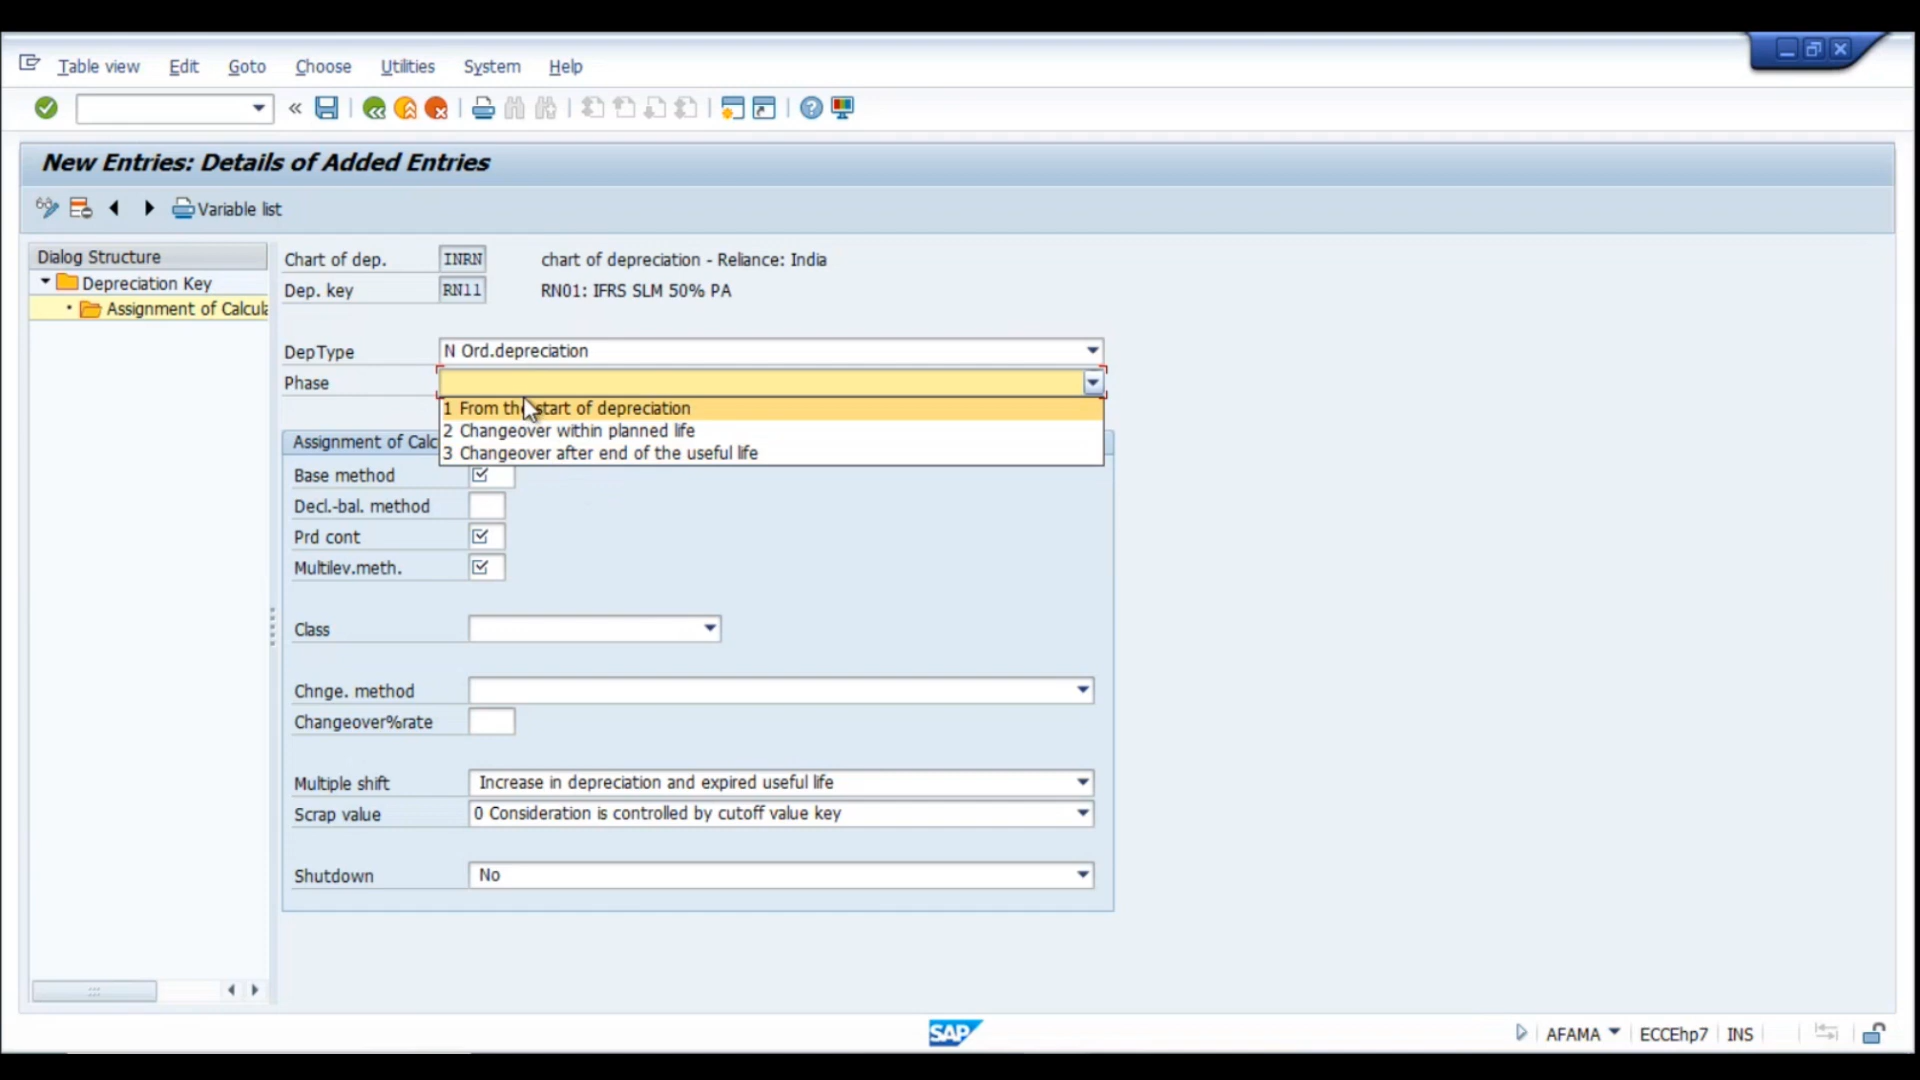 Table view Edit Goto Choose Utilities System Help
New Entries: Details of Added Entries
Variable list
Dialog Structure
Depreciation Key
Assignment of Calcula
Chart of dep. INRN chart of depreciation - Reliance: India
Dep. key RN11 RN01: IFRS SLM 50% PA
DepType N Ord.depreciation
Phase
1 From the start of depreciation
2 Changeover within planned life
3 Changeover after end of the useful life
Assignment of Calc
Base method
Decl.-bal. method
Prd cont
Multilev.meth.
Class
Chnge. method
Changeover%rate
Multiple shift Increase in depreciation and expired useful life
Scrap value 0 Consideration is controlled by cutoff value key
Shutdown No
SAP
AFAMA ECCEhp7 INS